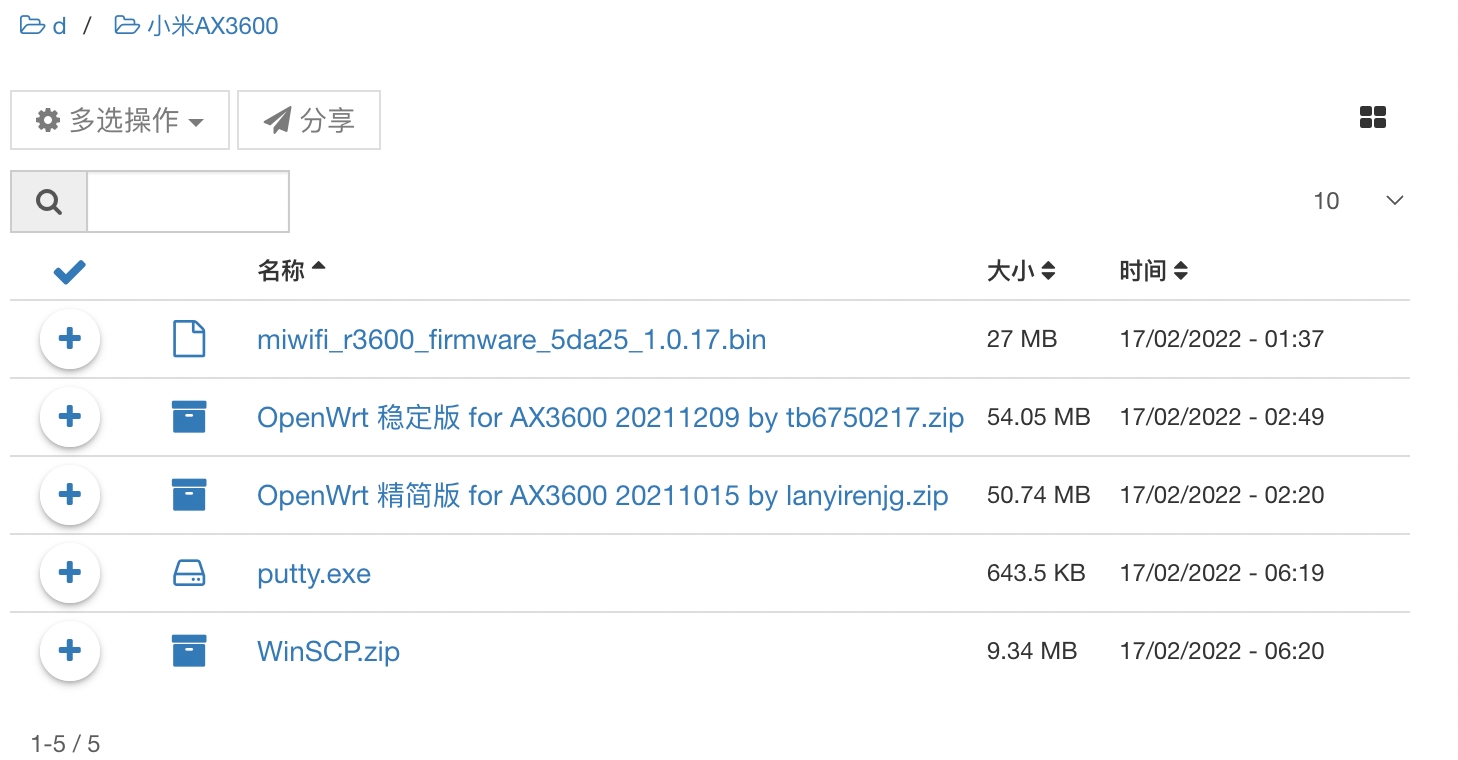 d / 小米AX3600
多选操作 分享
10
名称 大小 时间
miwifi_r3600_firmware_5da25_1.0.17.bin 27 MB 17/02/2022 - 01:37
OpenWrt 稳定版 for AX3600 20211209 by tb6750217.zip 54.05 MB 17/02/2022 - 02:49
OpenWrt 精简版 for AX3600 20211015 by lanyirenjg.zip 50.74 MB 17/02/2022 - 02:20
putty.exe 643.5 KB 17/02/2022 - 06:19
WinSCP.zip 9.34 MB 17/02/2022 - 06:20
1-5 / 5